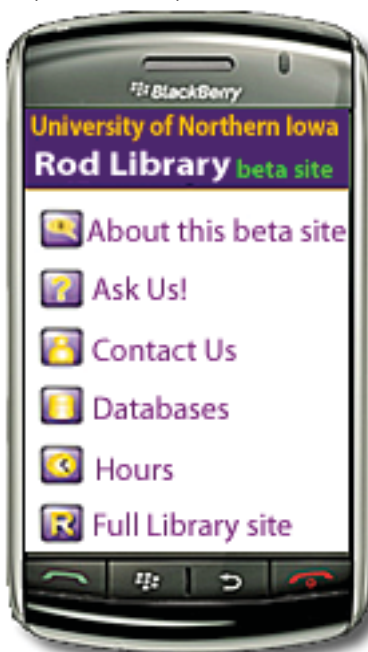 BlackBerry
University of Northern Iowa
Rod Library beta site
About this beta site
? Ask Us!
Contact Us
Databases
Hours
R Full Library site